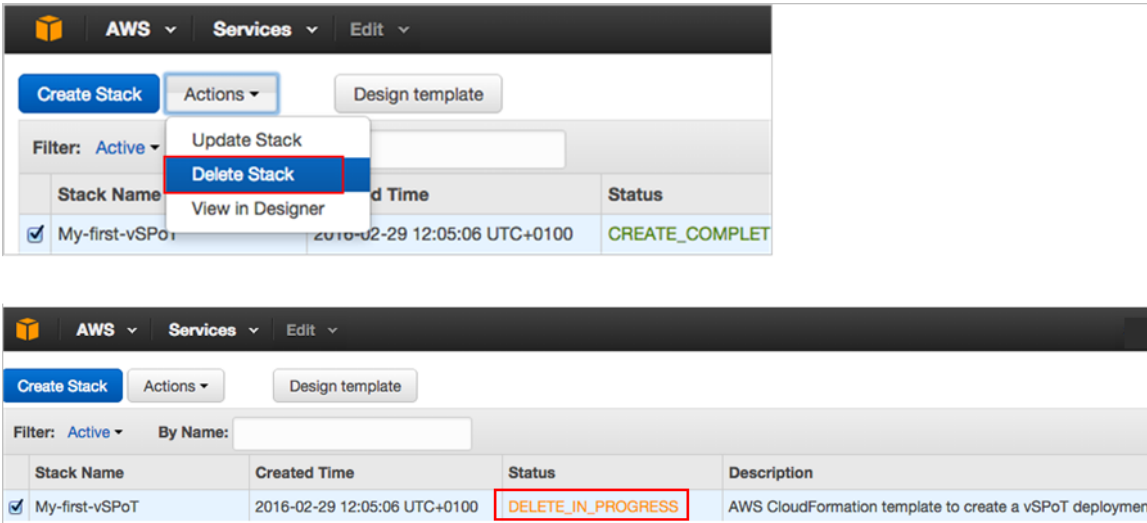 AWS Services Edit
Create Stack Actions Design template
Filter: Active
Update Stack
Delete Stack
View in Designer
Stack Name d Time Status
My-first-vSPoT 2016-02-29 12:05:06 UTC+0100 CREATE_COMPLET
AWS Services Edit
Create Stack Actions Design template
Filter: Active By Name:
Stack Name Created Time Status Description
My-first-vSPoT 2016-02-29 12:05:06 UTC+0100 DELETE_IN_PROGRESS AWS CloudFormation template to create a vSPoT deploymen